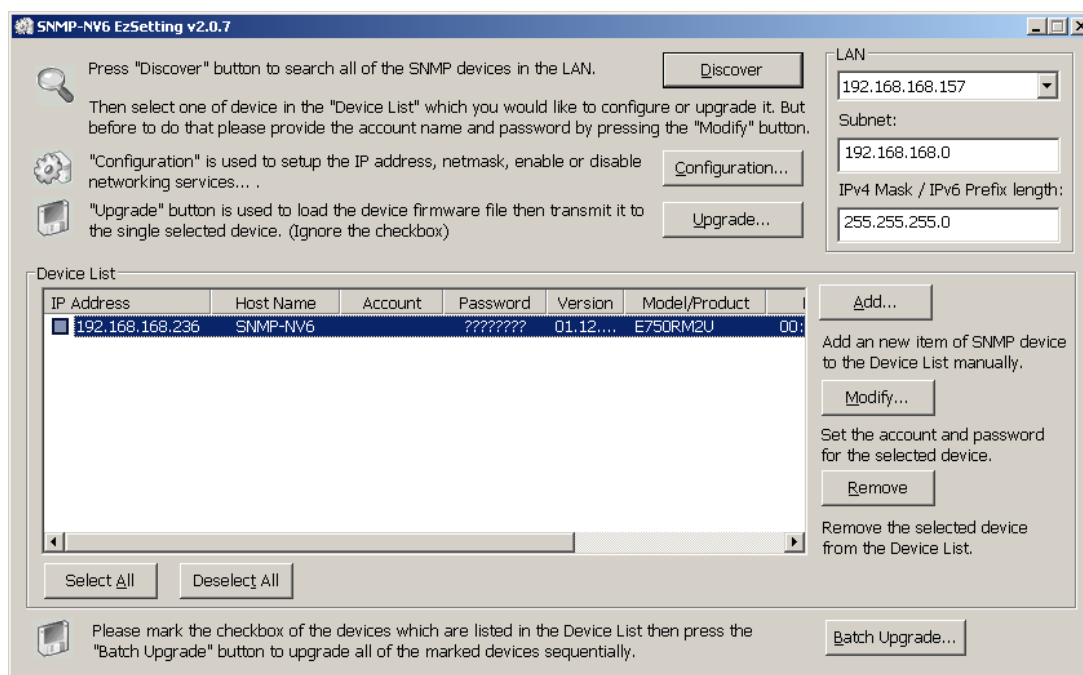 SNMP-NV6 EzSetting v2.0.7
Press "Discover" button to search all of the SNMP devices in the LAN.
Discover
Then select one of device in the "Device List" which you would like to configure or upgrade it. But
before to do that please provide the account name and password by pressing the "Modify" button.
"Configuration" is used to setup the IP address, netmask, enable or disable
networking services... .
Configuration...
"Upgrade" button is used to load the device firmware file then transmit it to
the single selected device. (Ignore the checkbox)
Upgrade...
LAN
192.168.168.157
Subnet:
192.168.168.0
IPv4 Mask / IPv6 Prefix length:
255.255.255.0
Device List
IP Address Host Name Account Password Version Model/Product
192.168.168.236 SNMP-NV6 ???????? 01.12.... E750RM2U 00:
Add...
Add an new item of SNMP device
to the Device List manually.
Modify...
Set the account and password
for the selected device.
Remove
Remove the selected device
from the Device List.
Select All Deselect All
Please mark the checkbox of the devices which are listed in the Device List then press the
"Batch Upgrade" button to upgrade all of the marked devices sequentially.
Batch Upgrade...